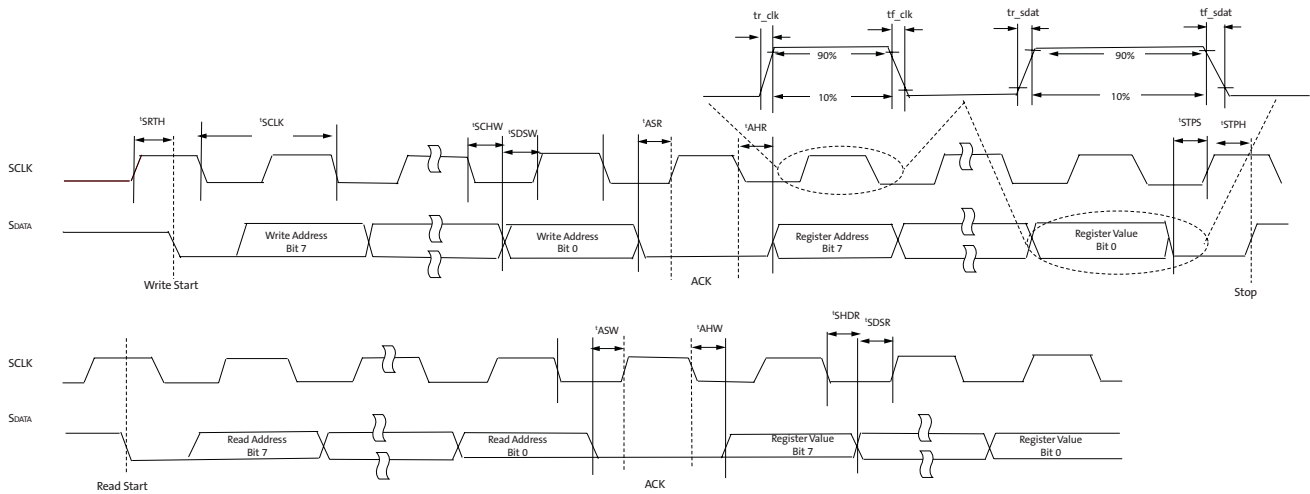 tr_clk tf_clk tr_sdat tf_sdat
90% 90%
10% 10%
tSRTH tSCLK tSCHW tSDSW tASR tAHR tSTPS tSTPH
SCLK
SDATA
Write Address Bit 7
Write Address Bit 0
Register Address Bit 7
Register Value Bit 0
Write Start ACK Stop
tASW tAHW tSHDR tSDSR
SCLK
SDATA
Read Address Bit 7
Read Address Bit 0
Register Value Bit 7
Register Value Bit 0
Read Start ACK